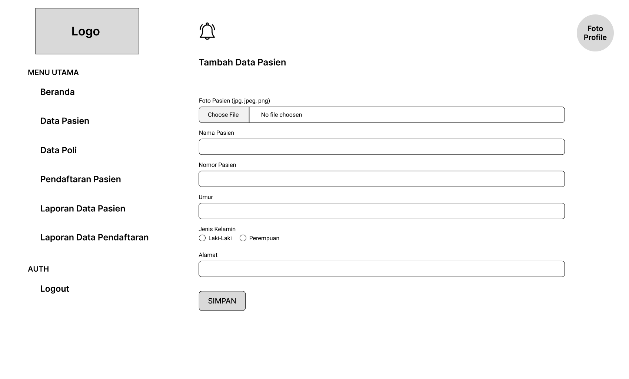 Logo
Foto
Profile
MENU UTAMA
Beranda
Data Pasien
Data Poli
Pendaftaran Pasien
Laporan Data Pasien
Laporan Data Pendaftaran
AUTH
Logout
Tambah Data Pasien
Foto Pasien (jpg, jpeg, png)
Choose File
No file choosen
Nama Pasien
Nomor Pasien
Umur
Jenis Kelamin
Laki-Laki
Perempuan
Alamat
SIMPAN